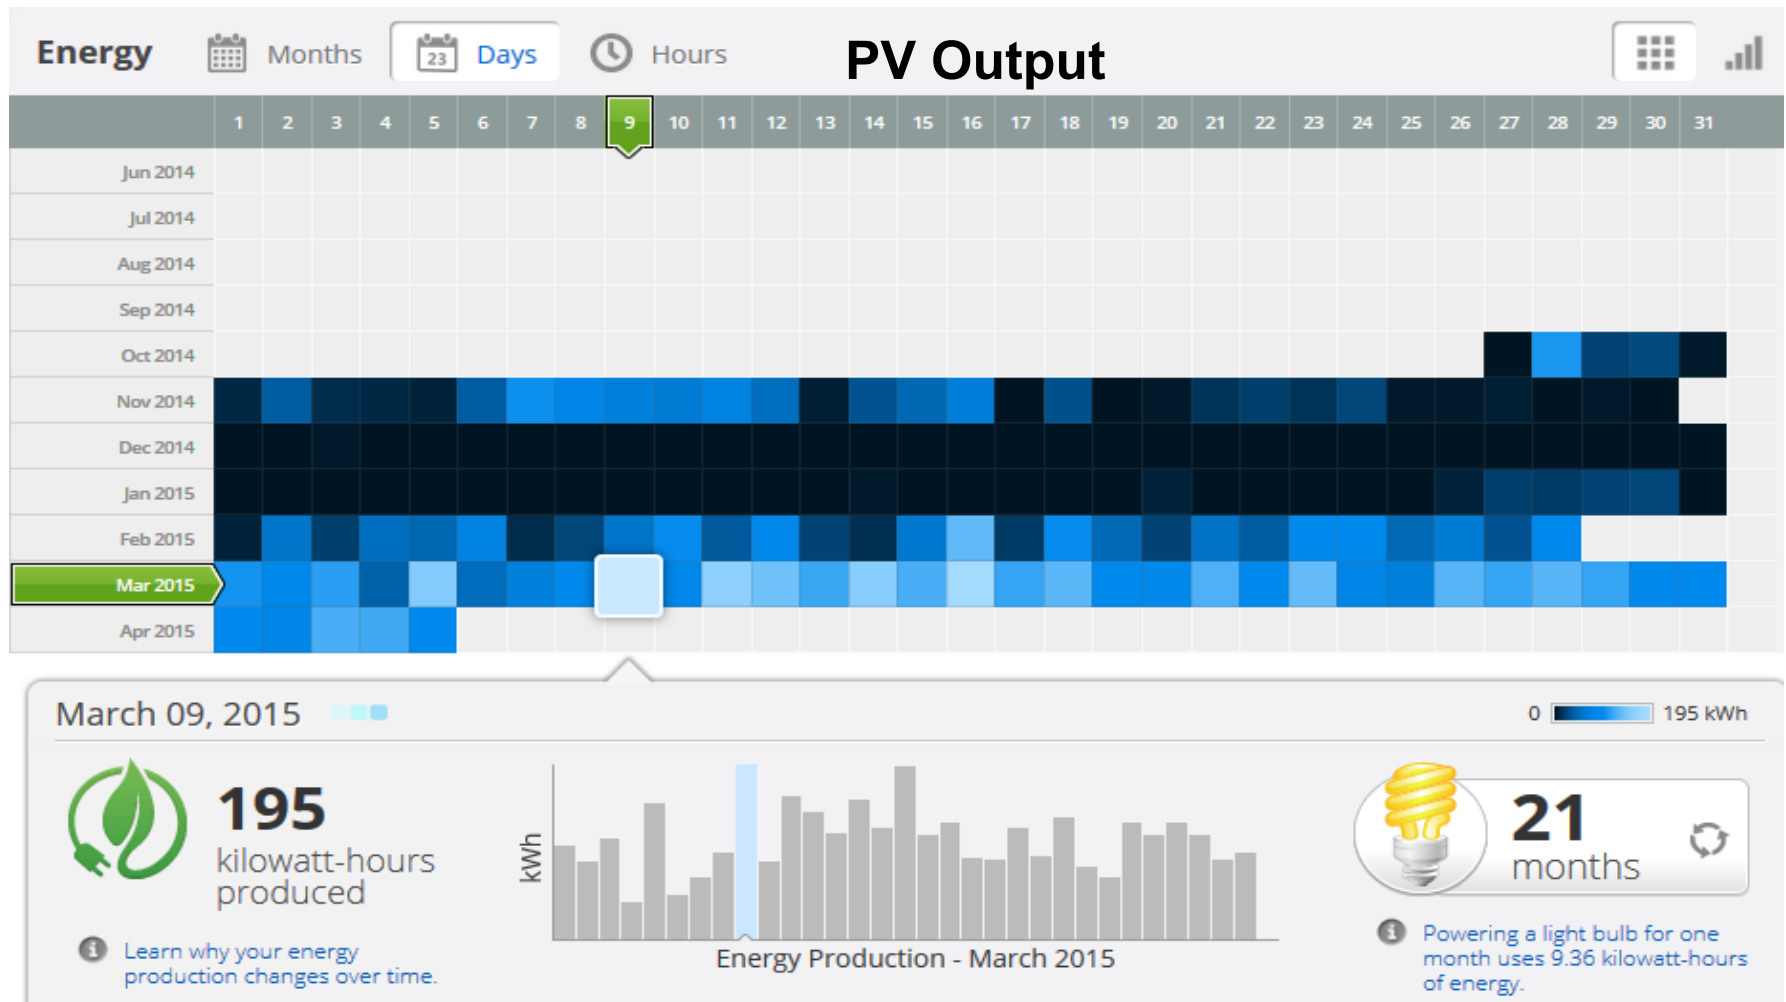 Energy Months 23 Days Hours PV Output
1 2 3 4 5 6 7 8 9 10 11 12 13 14 15 16 17 18 19 20 21 22 23 24 25 26 27 28 29 30 31
Jun 2014
Jul 2014
Aug 2014
Sep 2014
Oct 2014
Nov 2014
Dec 2014
Jan 2015
Feb 2015
Mar 2015
Apr 2015
March 09, 2015
0 195 kWh
195
kilowatt-hours
produced
Learn why your energy
production changes over time.
kWh
Energy Production - March 2015
21
months
Powering a light bulb for one
month uses 9.36 kilowatt-hours
of energy.